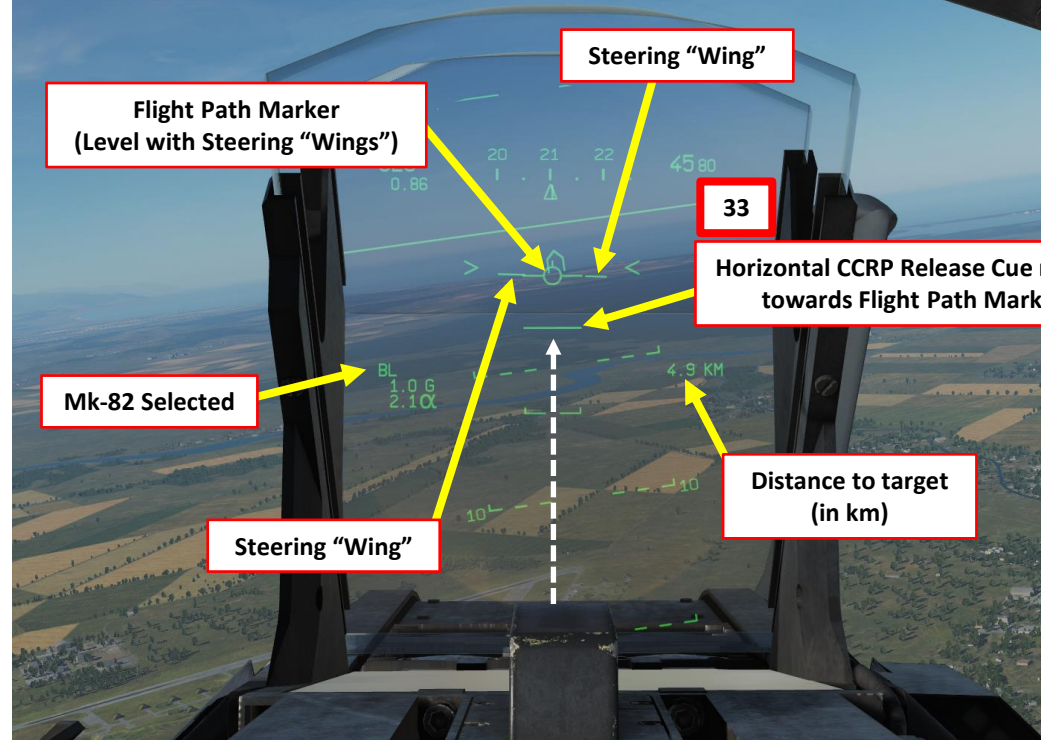 Steering “Wing”
Flight Path Marker
(Level with Steering “Wings”)
20 21 22
45 80
0.86
33
> <
Horizontal CCRP Release Cue
towards Flight Path Mark
BL
1.0 G
2.1α
4.9 KM
Mk-82 Selected
Distance to target
(in km)
10
10
Steering “Wing”